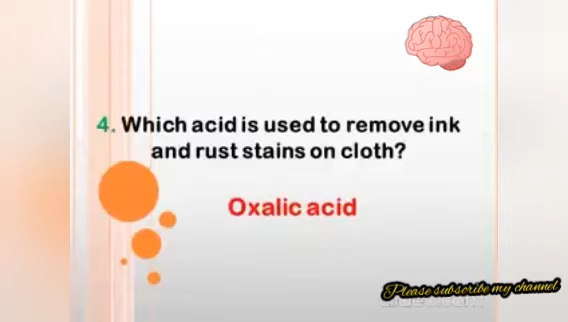 4. Which acid is used to remove ink
and rust stains on cloth?
Oxalic acid
Please subscribe my channel